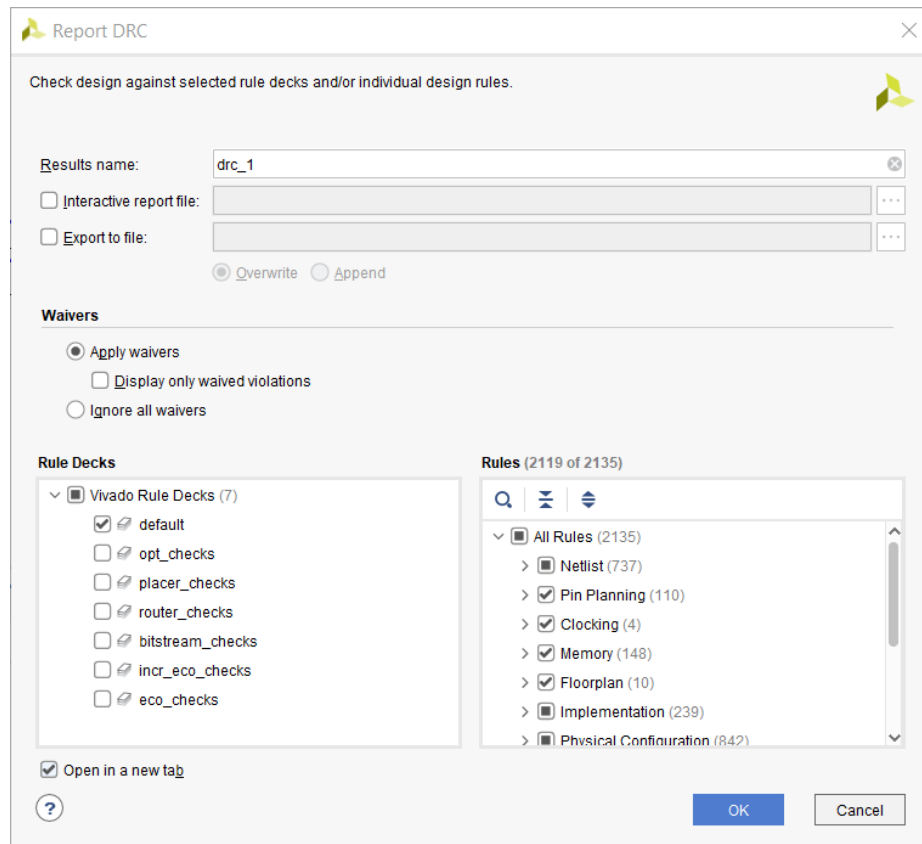 Report DRC
Check design against selected rule decks and/or individual design rules.
Results name: drc_1
Interactive report file: ...
Export to file: ...
Overwrite Append
Waivers
Apply waivers
Display only waived violations
Ignore all waivers
Rule Decks
Vivado Rule Decks (7)
default
opt_checks
placer_checks
router_checks
bitstream_checks
incr_eco_checks
eco_checks
Rules (2119 of 2135)
All Rules (2135)
Netlist (737)
Pin Planning (110)
Clocking (4)
Memory (148)
Floorplan (10)
Implementation (239)
Physical Configuration (842)
Open in a new tab
? OK Cancel